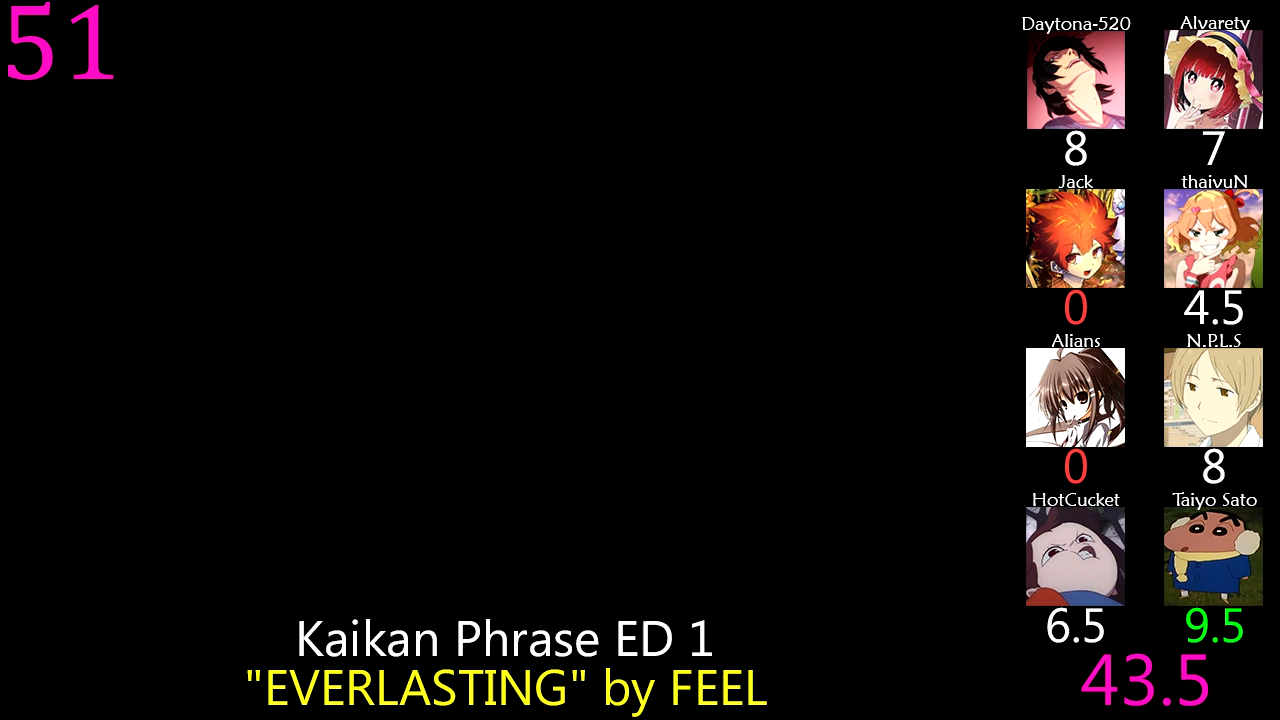 51
Daytona-520
Alvarety
8
7
Jack
thaivuN
0
4.5
Alians
N.P.L.S
0
8
HotCucket
Taiyo Sato
6.5
9.5
43.5
Kaikan Phrase ED 1
"EVERLASTING" by FEEL